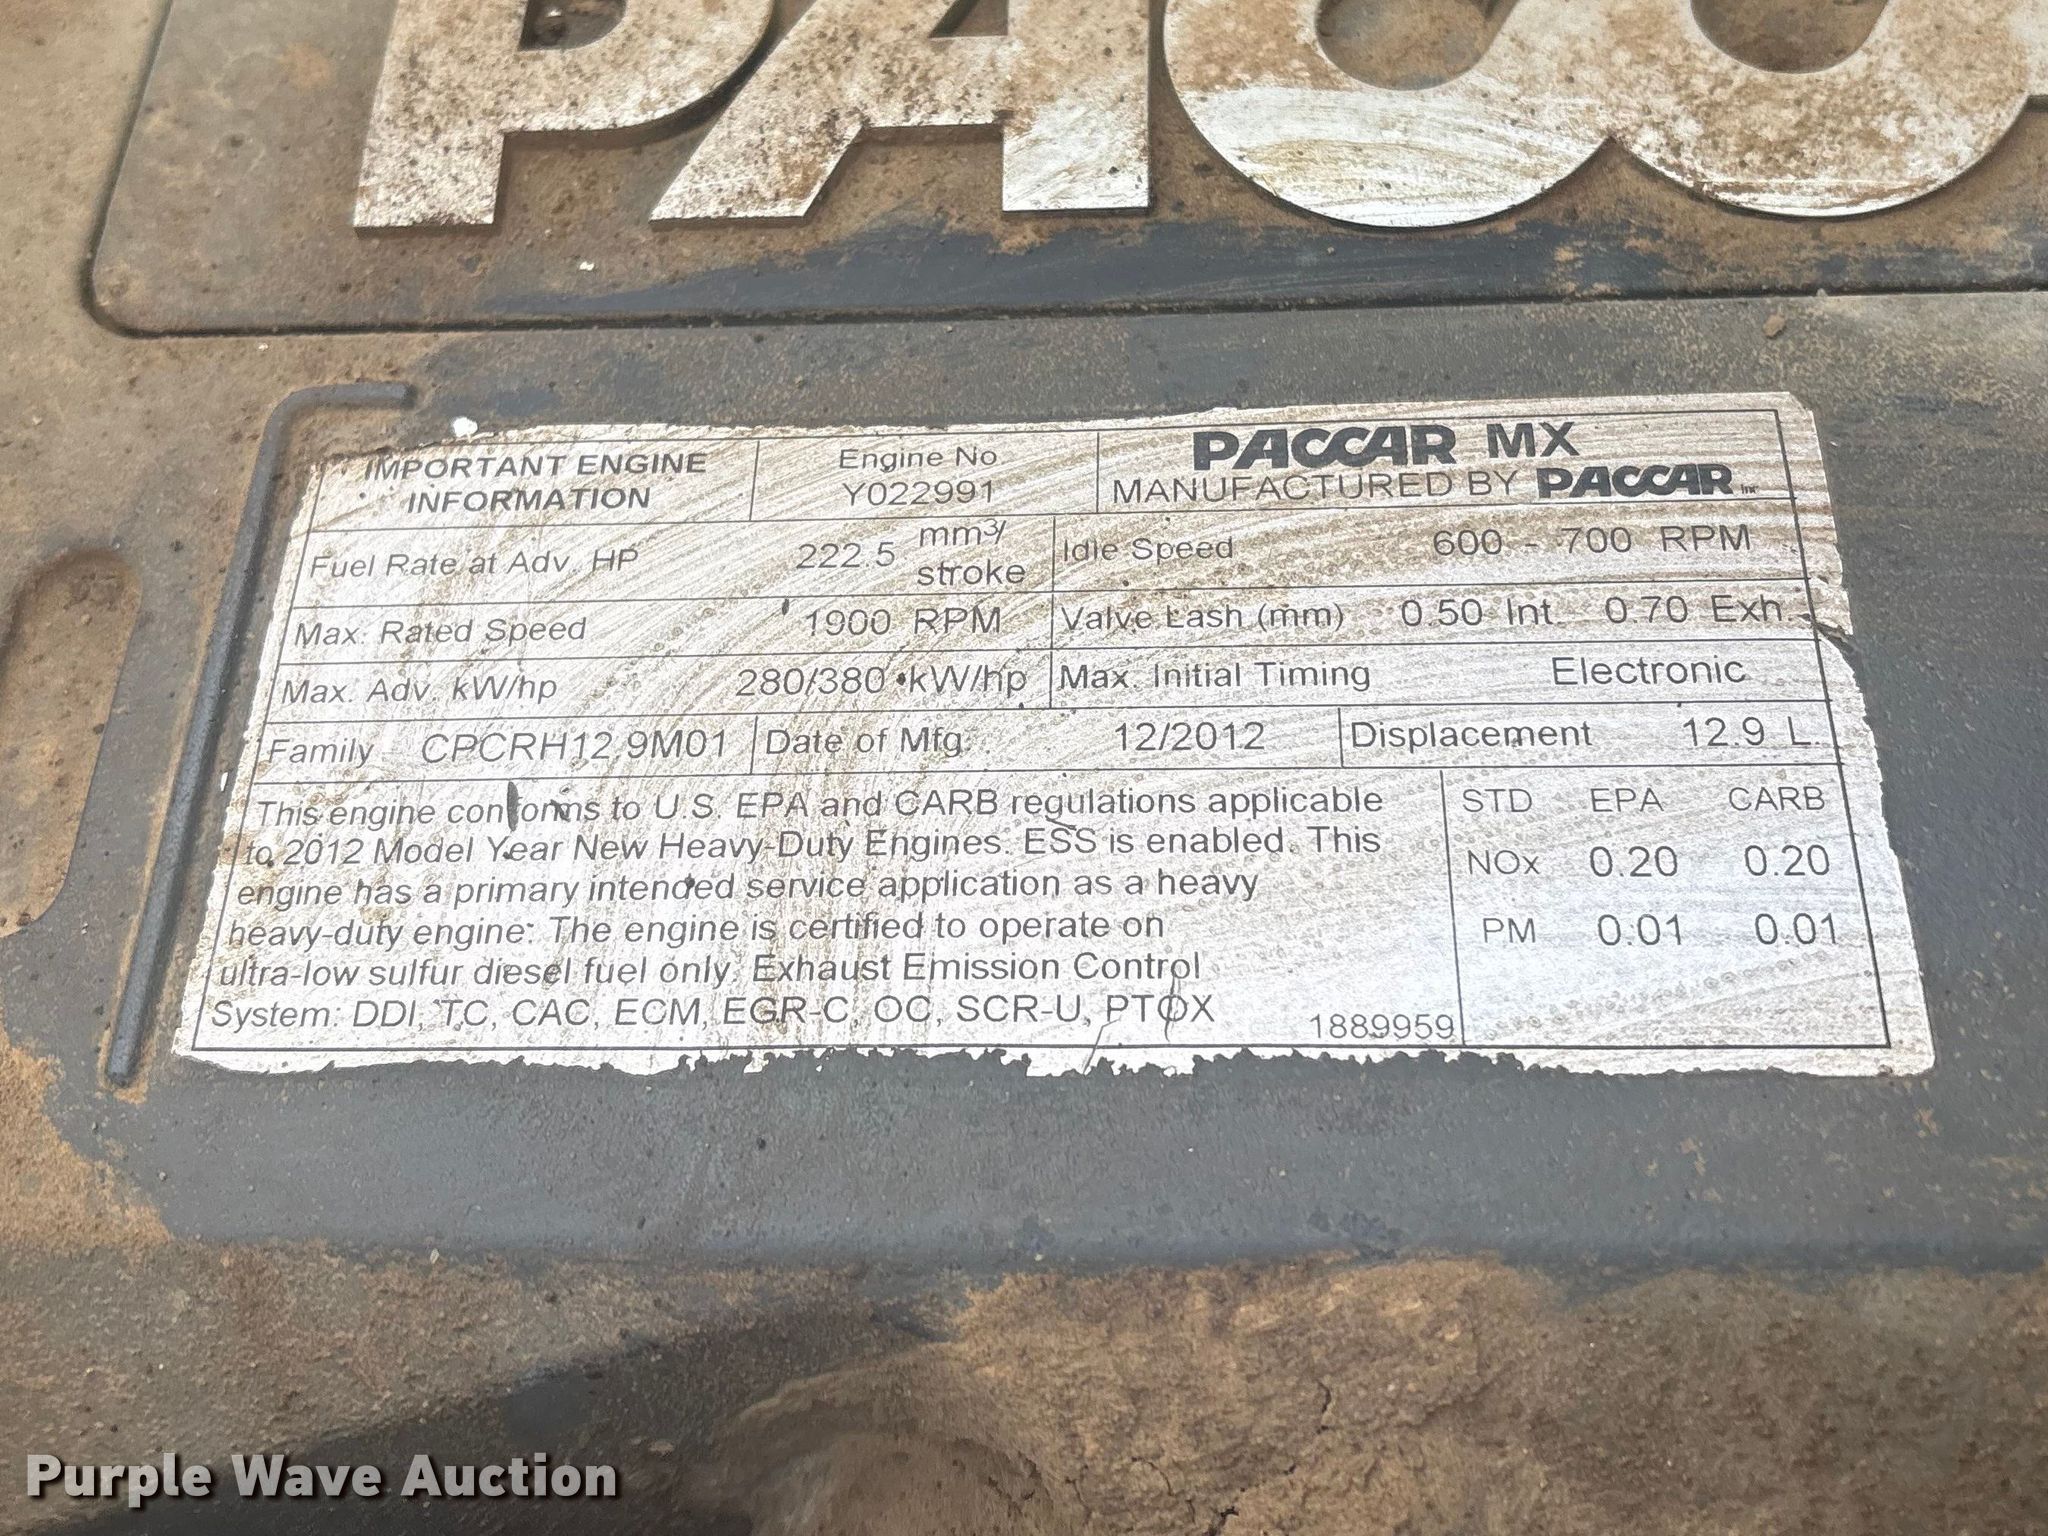 PACC
IMPORTANT ENGINE INFORMATION
Engine No
Y022991
PACCAR MX
MANUFACTURED BY PACCAR Inc
Fuel Rate at Adv. HP 222.5 mm3/ stroke
Idle Speed 600 - 700 RPM
Max. Rated Speed 1900 RPM
Valve Lash (mm) 0.50 Int. 0.70 Exh.
Max. Adv. kW/hp 280/380 kW/hp
Max. Initial Timing Electronic
Family CPCRH12.9M01
Date of Mfg. 12/2012
Displacement 12.9 L.
This engine conforms to U.S. EPA and CARB regulations applicable
to 2012 Model Year New Heavy-Duty Engines. ESS is enabled. This
engine has a primary intended service application as a heavy
heavy-duty engine. The engine is certified to operate on
ultra-low sulfur diesel fuel only. Exhaust Emission Control
System: DDI, TC, CAC, ECM, EGR-C, OC, SCR-U, PTOX
1889959
STD EPA CARB
NOx 0.20 0.20
PM 0.01 0.01
Purple Wave Auction